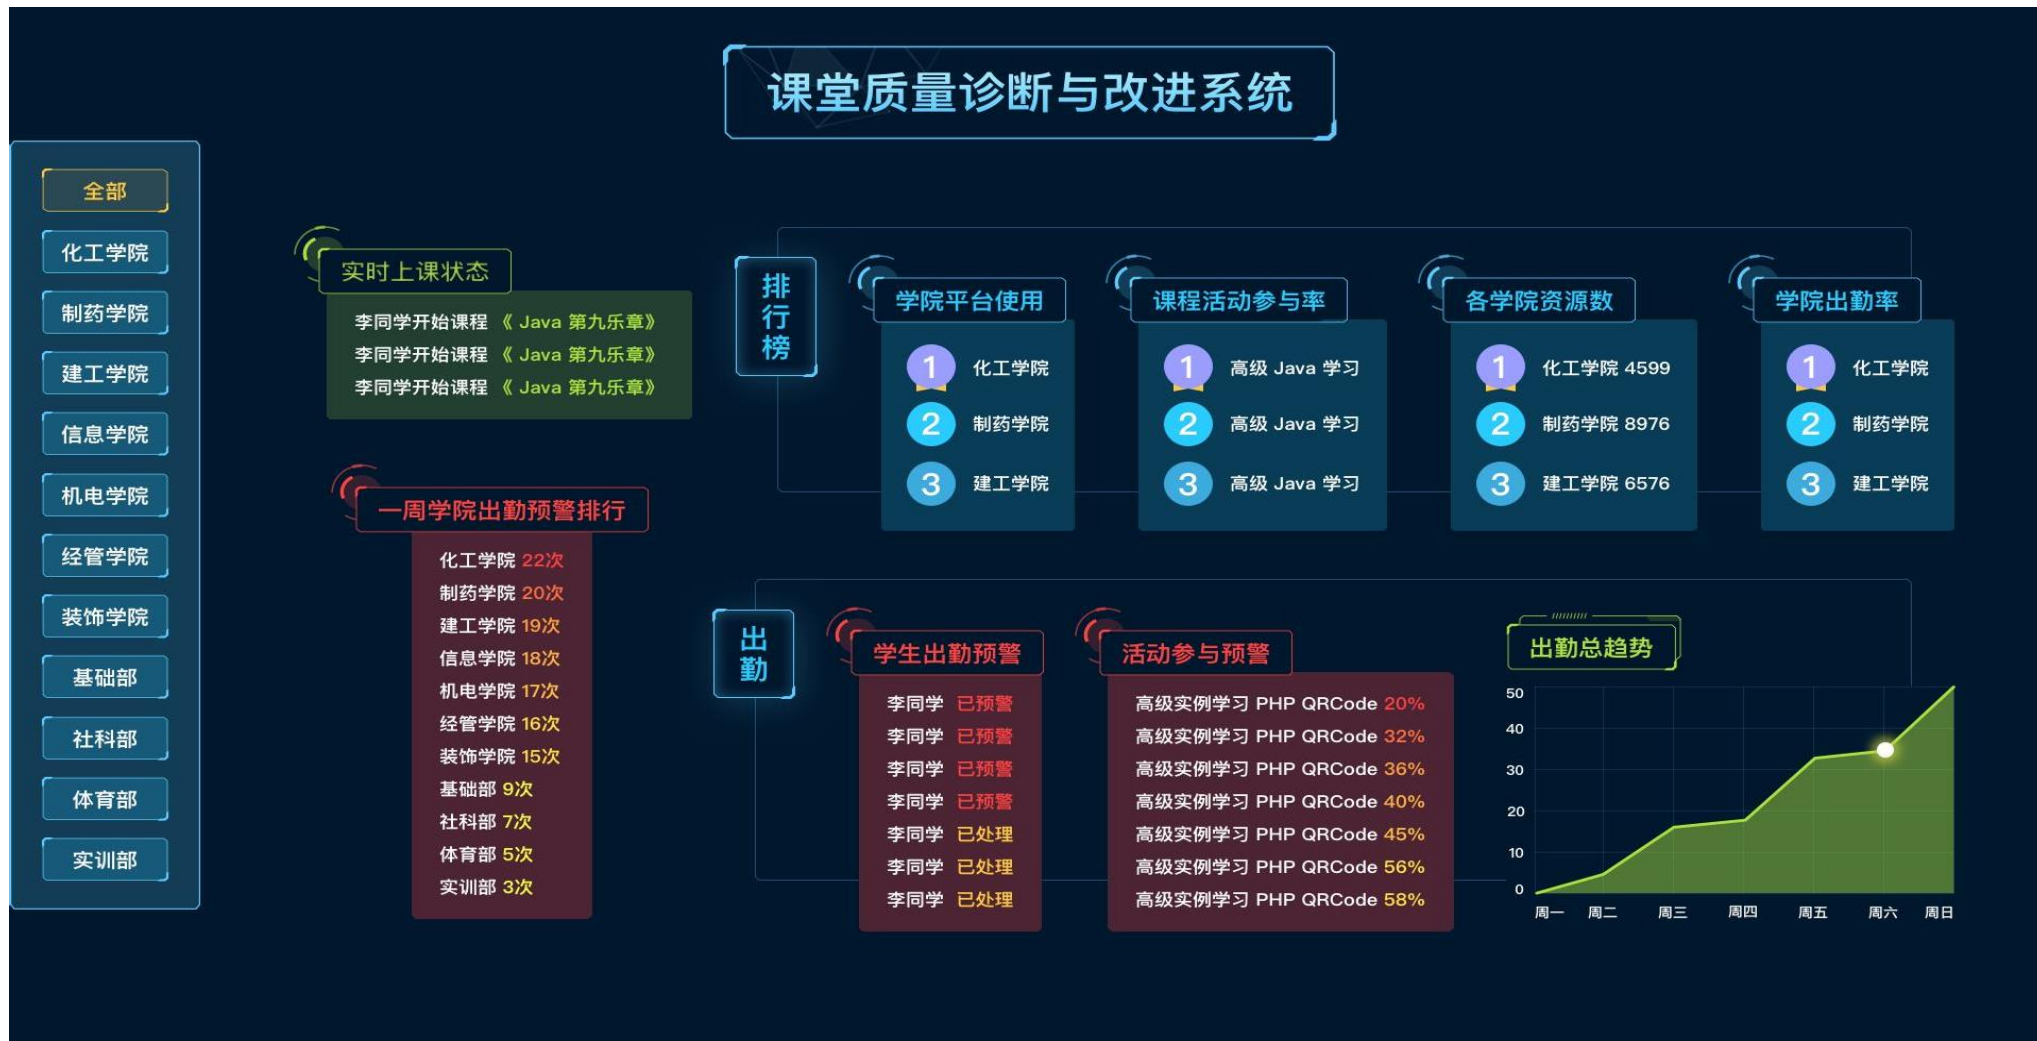 课堂质量诊断与改进系统
全部
化工学院
制药学院
建工学院
信息学院
机电学院
经管学院
装饰学院
基础部
社科部
体育部
实训部
实时上课状态
李同学开始课程《 Java 第九乐章》
李同学开始课程《 Java 第九乐章》
李同学开始课程《 Java 第九乐章》
一周学院出勤预警排行
化工学院 22次
制药学院 20次
建工学院 19次
信息学院 18次
机电学院 17次
经管学院 16次
装饰学院 15次
基础部 9次
社科部 7次
体育部 5次
实训部 3次
排行榜
学院平台使用
1 化工学院
2 制药学院
3 建工学院
课程活动参与率
1 高级 Java 学习
2 高级 Java 学习
3 高级 Java 学习
各学院资源数
1 化工学院 4599
2 制药学院 8976
3 建工学院 6576
学院出勤率
1 化工学院
2 制药学院
3 建工学院
出勤
学生出勤预警
李同学 已预警
李同学 已预警
李同学 已预警
李同学 已预警
李同学 已处理
李同学 已处理
李同学 已处理
活动参与预警
高级实例学习 PHP QRCode 20%
高级实例学习 PHP QRCode 32%
高级实例学习 PHP QRCode 36%
高级实例学习 PHP QRCode 40%
高级实例学习 PHP QRCode 45%
高级实例学习 PHP QRCode 56%
高级实例学习 PHP QRCode 58%
出勤总趋势
50
40
30
20
10
0
周一 周二 周三 周四 周五 周六 周日